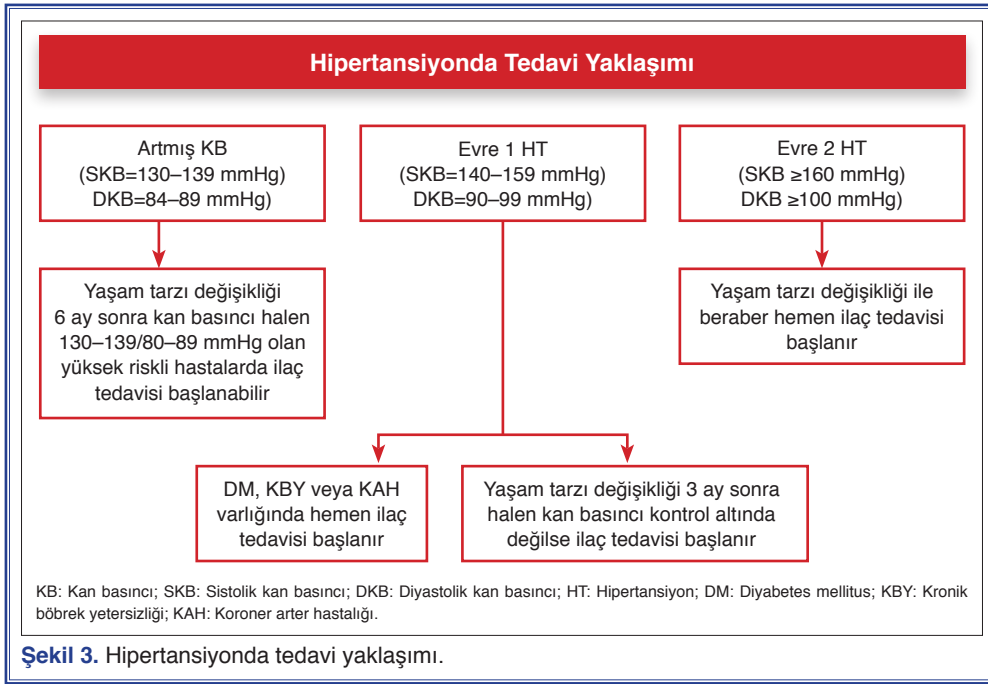 Hipertansiyonda Tedavi Yaklaşımı
Artmış KB
(SKB=130–139 mmHg)
DKB=84–89 mmHg)
Evre 1 HT
(SKB=140–159 mmHg)
DKB=90–99 mmHg)
Evre 2 HT
(SKB ≥160 mmHg)
DKB ≥100 mmHg)
Yaşam tarzı değişikliği
6 ay sonra kan basıncı halen
130–139/80–89 mmHg olan
yüksek riskli hastalarda ilaç
tedavisi başlanabilir
Yaşam tarzı değişikliği ile
beraber hemen ilaç tedavisi
başlanır
DM, KBY veya KAH
varlığında hemen ilaç
tedavisi başlanır
Yaşam tarzı değişikliği 3 ay sonra
halen kan basıncı kontrol altında
değilse ilaç tedavisi başlanır
KB: Kan basıncı; SKB: Sistolik kan basıncı; DKB: Diyastolik kan basıncı; HT: Hipertansiyon; DM: Diyabetes mellitus; KBY: Kronik
böbrek yetersizliği; KAH: Koroner arter hastalığı.
Şekil 3. Hipertansiyonda tedavi yaklaşımı.